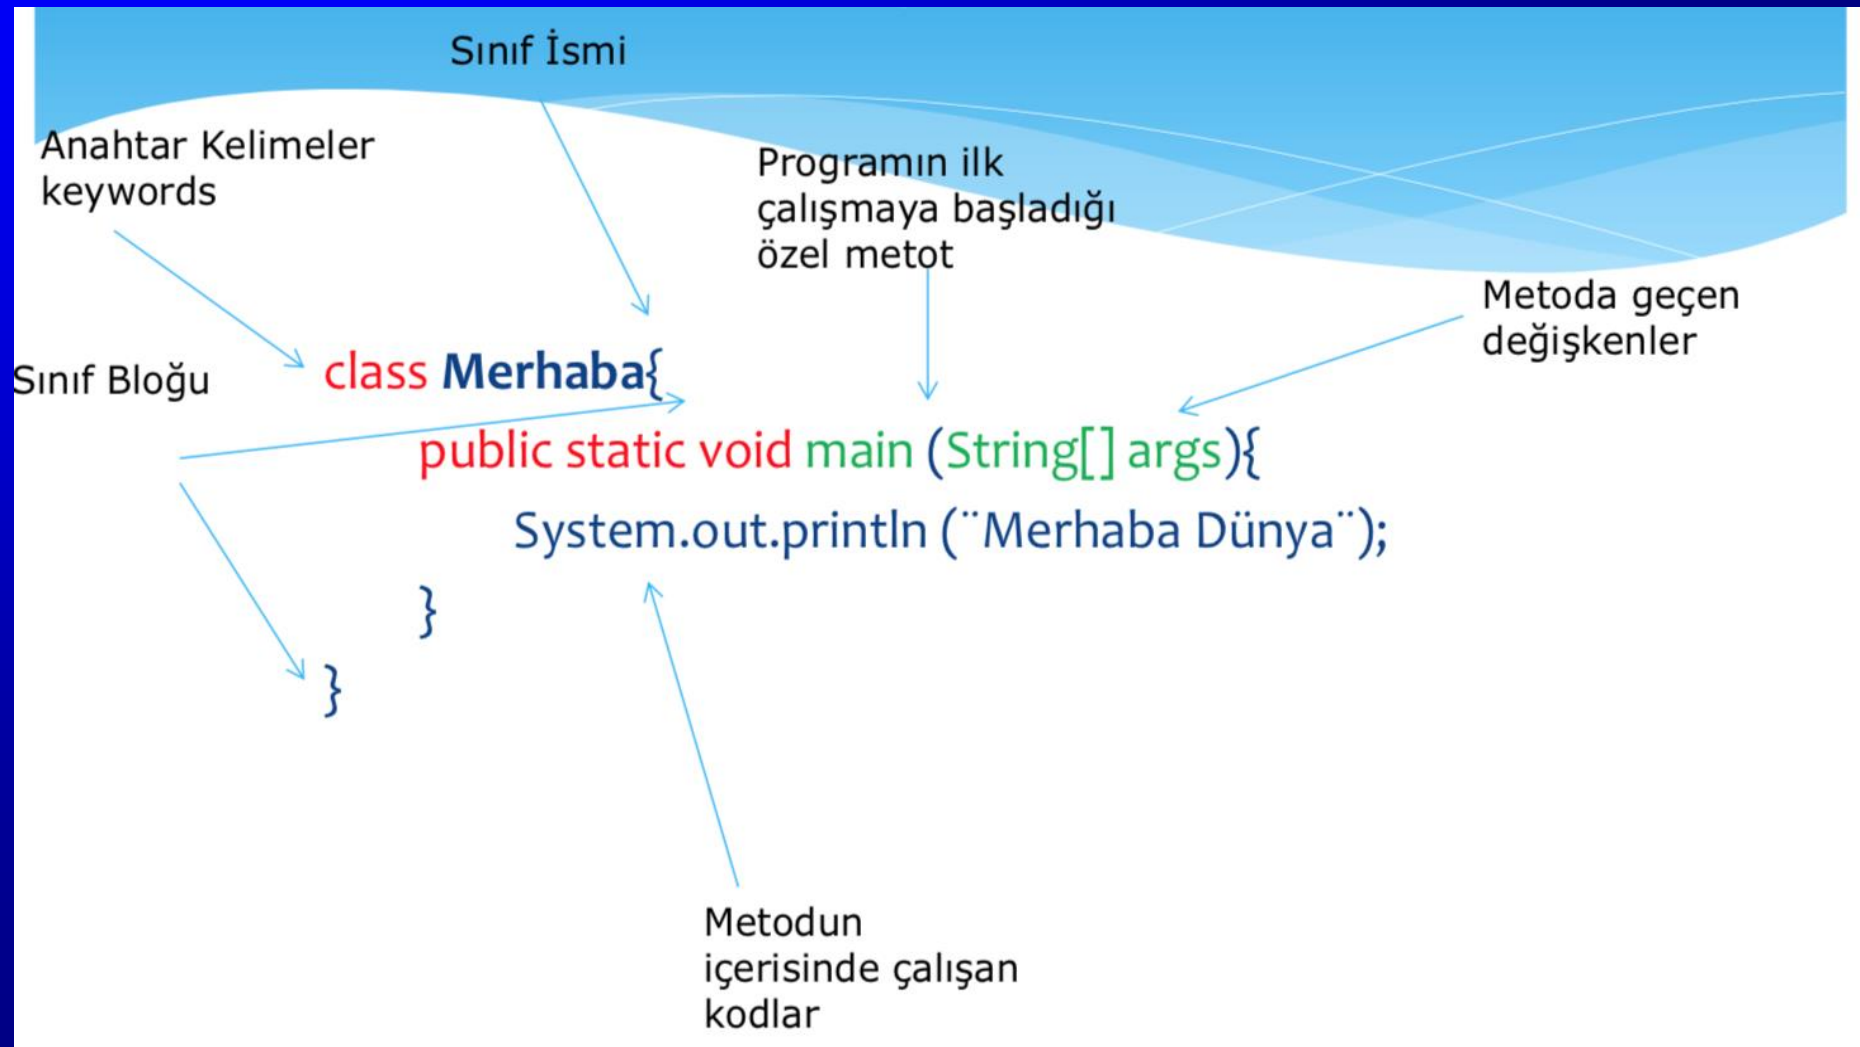 Sınıf İsmi
Anahtar Kelimeler
keywords
Programın ilk
çalışmaya başladığı
özel metot
Metoda geçen
değişkenler
Sınıf Bloğu
class Merhaba{
public static void main (String[] args){
System.out.println (¨Merhaba Dünya¨);
}
}
Metodun
içerisinde çalışan
kodlar